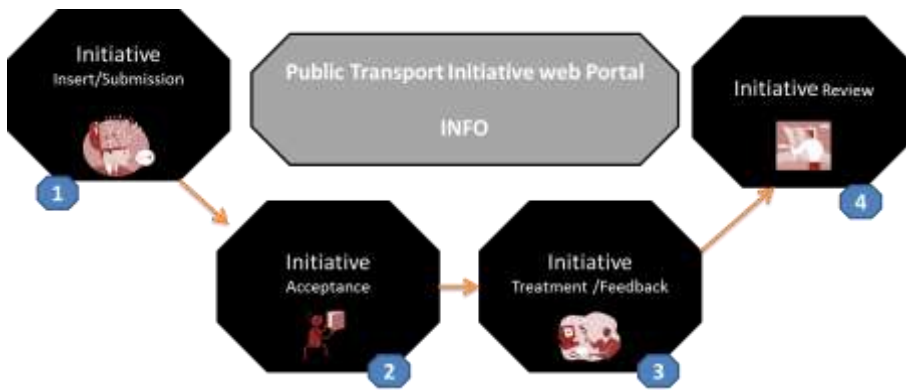 Initiative
Insert/Submission
1
Public Transport Initiative web Portal
INFO
Initiative Review
4
Initiative
Acceptance
2
Initiative
Treatment /Feedback
3